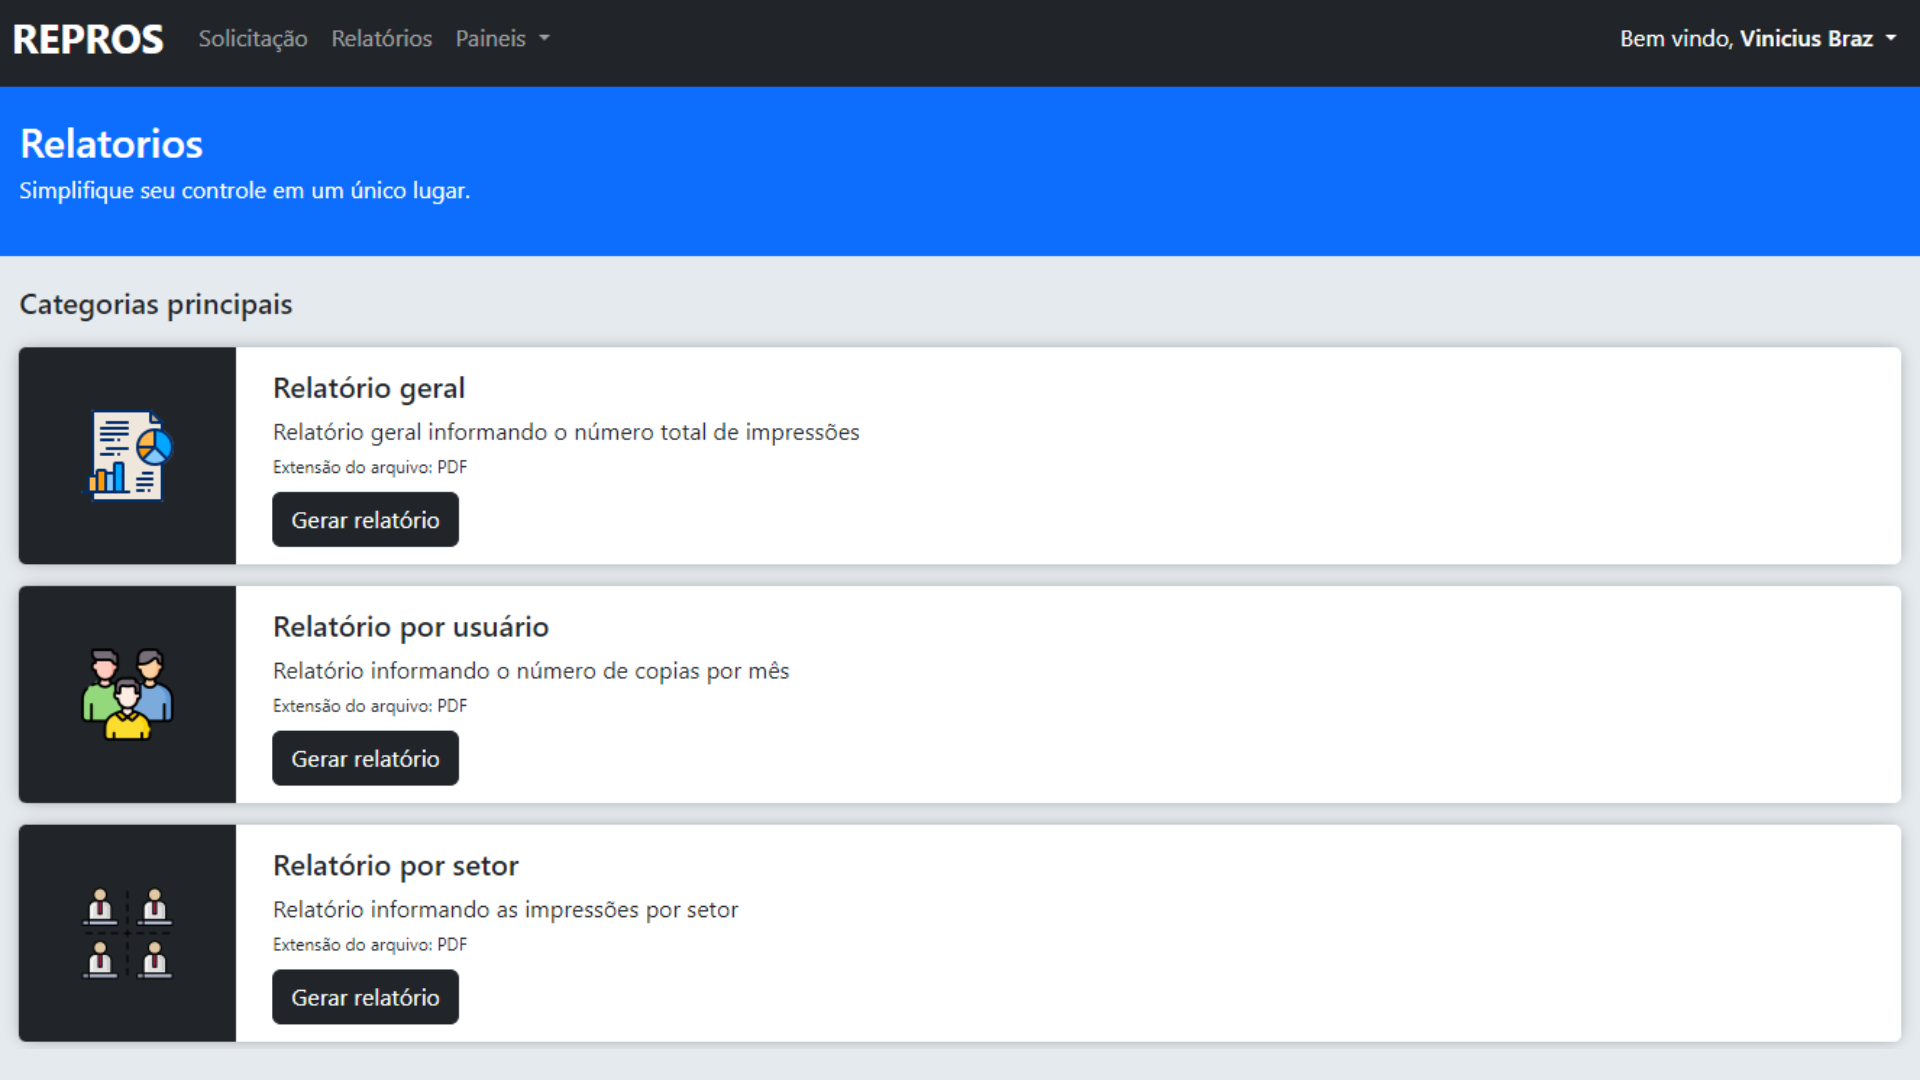 REPROS
Solicitação
Relatórios
Paineis
Bem vindo, Vinicius Braz
Relatorios
Simplifique seu controle em um único lugar.
Categorias principais
Relatório geral
Relatório geral informando o número total de impressões
Extensão do arquivo: PDF
Gerar relatório
Relatório por usuário
Relatório informando o número de copias por mês
Extensão do arquivo: PDF
Gerar relatório
Relatório por setor
Relatório informando as impressões por setor
Extensão do arquivo: PDF
Gerar relatório